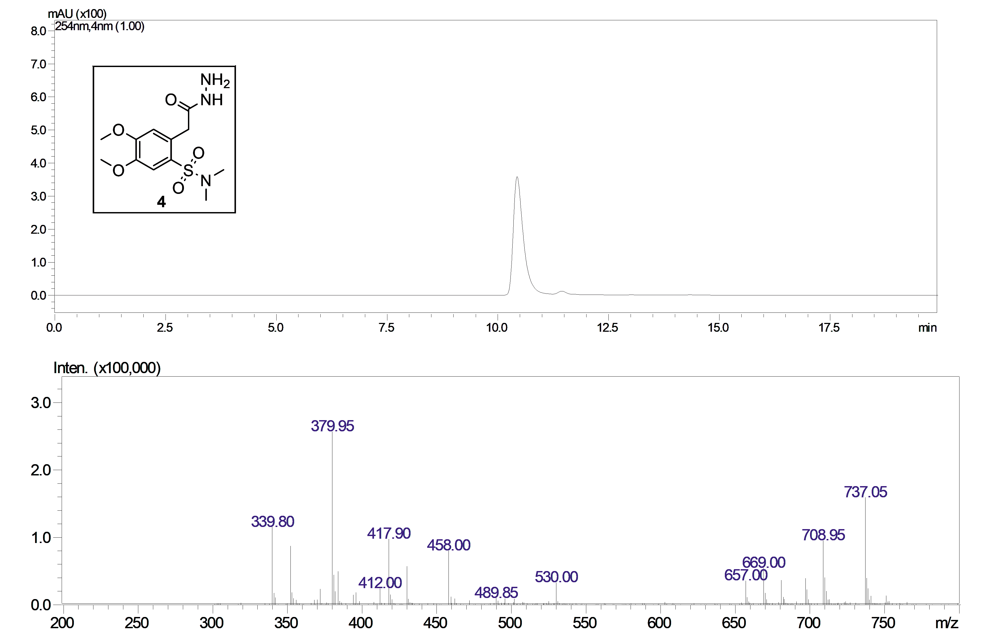 mAU (x100)
254nm,4nm (1.00)
8.0
7.0
6.0
5.0
4.0
3.0
2.0
1.0
0.0
NH2
NH
O
O
O
O
S
O
N
4
0.0 2.5 5.0 7.5 10.0 12.5 15.0 17.5 min
Inten. (x100,000)
3.0
2.0
1.0
0.0
379.95
737.05
339.80
417.90
708.95
458.00
669.00
657.00
530.00
412.00
489.85
200 250 300 350 400 450 500 550 600 650 700 750 m/z